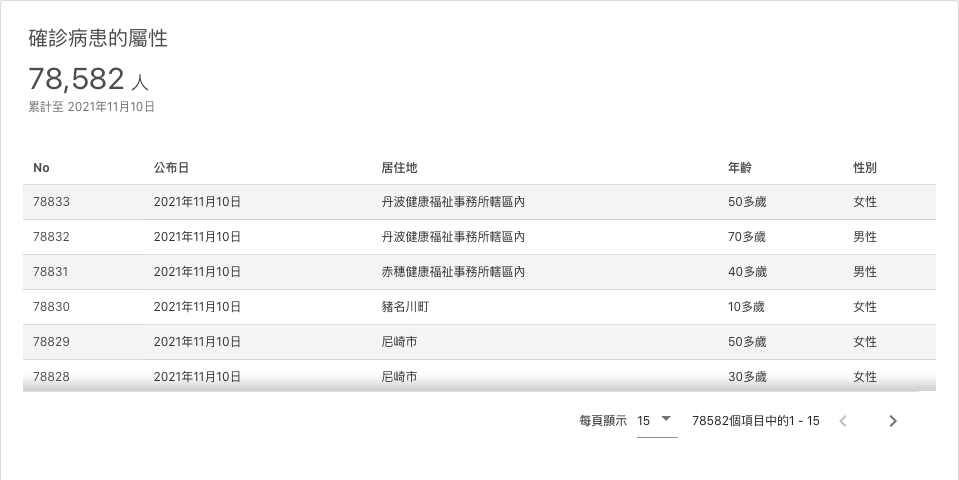 確診病患的屬性
78,582 人
累計至 2021年11月10日
No 公布日 居住地 年齡 性別
78833 2021年11月10日 丹波健康福祉事務所轄區內 50多歲 女性
78832 2021年11月10日 丹波健康福祉事務所轄區內 70多歲 男性
78831 2021年11月10日 赤穗健康福祉事務所轄區內 40多歲 男性
78830 2021年11月10日 豬名川町 10多歲 女性
78829 2021年11月10日 尼崎市 50多歲 女性
78828 2021年11月10日 尼崎市 30多歲 女性
每頁顯示 15 78582個項目中的1 - 15